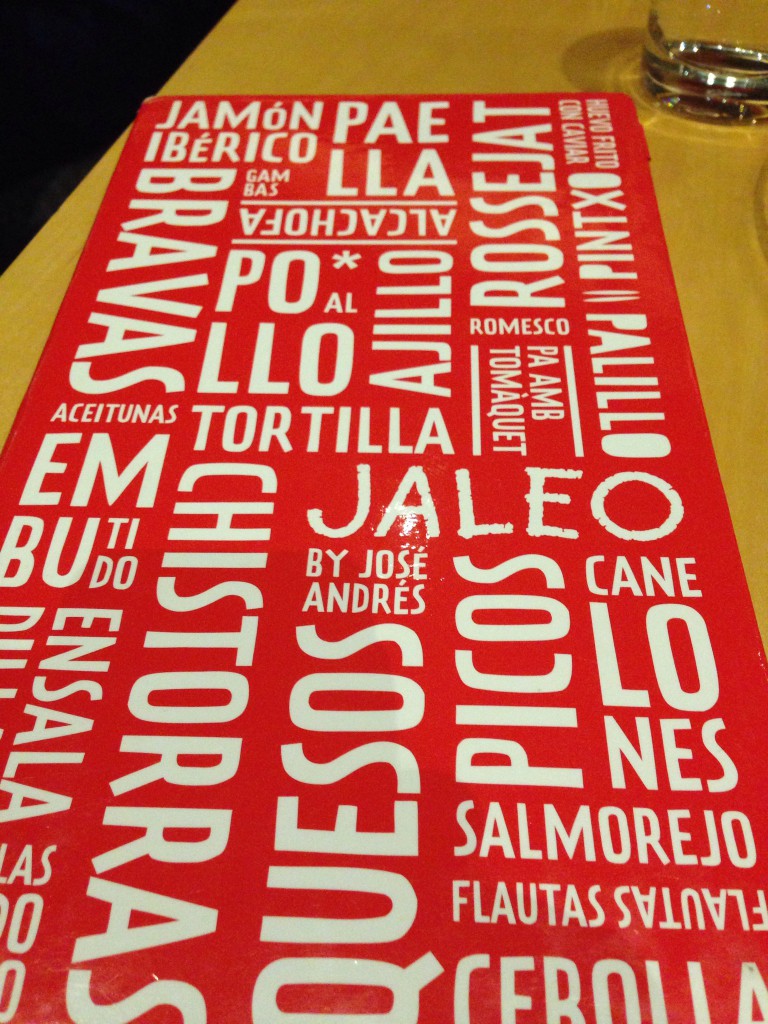 JAMÓN
IBÉRICO
PAE
LLA
ROSSEJAT
HUEVO FRITO
CON CAVIAR
GAM
BAS
BRAVAS
ALCACHOFA
PINTXO
PO*
LLO
AL
AJILLO
ROMESCO
PA AMB
TOMÀQUET
PALILLO
ACEITUNAS
TORTILLA
EM
BU
TI
DO
CHISTORRAS
JALEO
BY JOSÉ
ANDRÉS
PICOS
CANE
LO
NES
ENSALA
QUESOS
SALMOREJO
FLAUTAS FLAUTAS
CEBOLLA